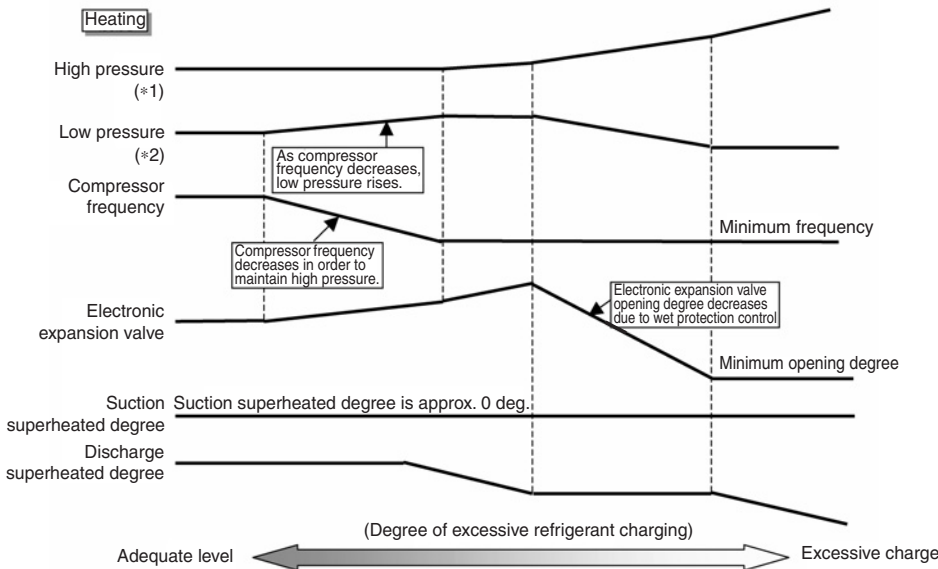 Heating
High pressure
(*1)
Low pressure
(*2)
As compressor
frequency decreases,
low pressure rises.
Compressor
frequency
Minimum frequency
Compressor frequency
decreases in order to
maintain high pressure.
Electronic expansion valve
opening degree decreases
due to wet protection control
Electronic
expansion valve
Minimum opening degree
Suction
superheated degree
Suction superheated degree is approx. 0 deg.
Discharge
superheated degree
(Degree of excessive refrigerant charging)
Adequate level
Excessive charge